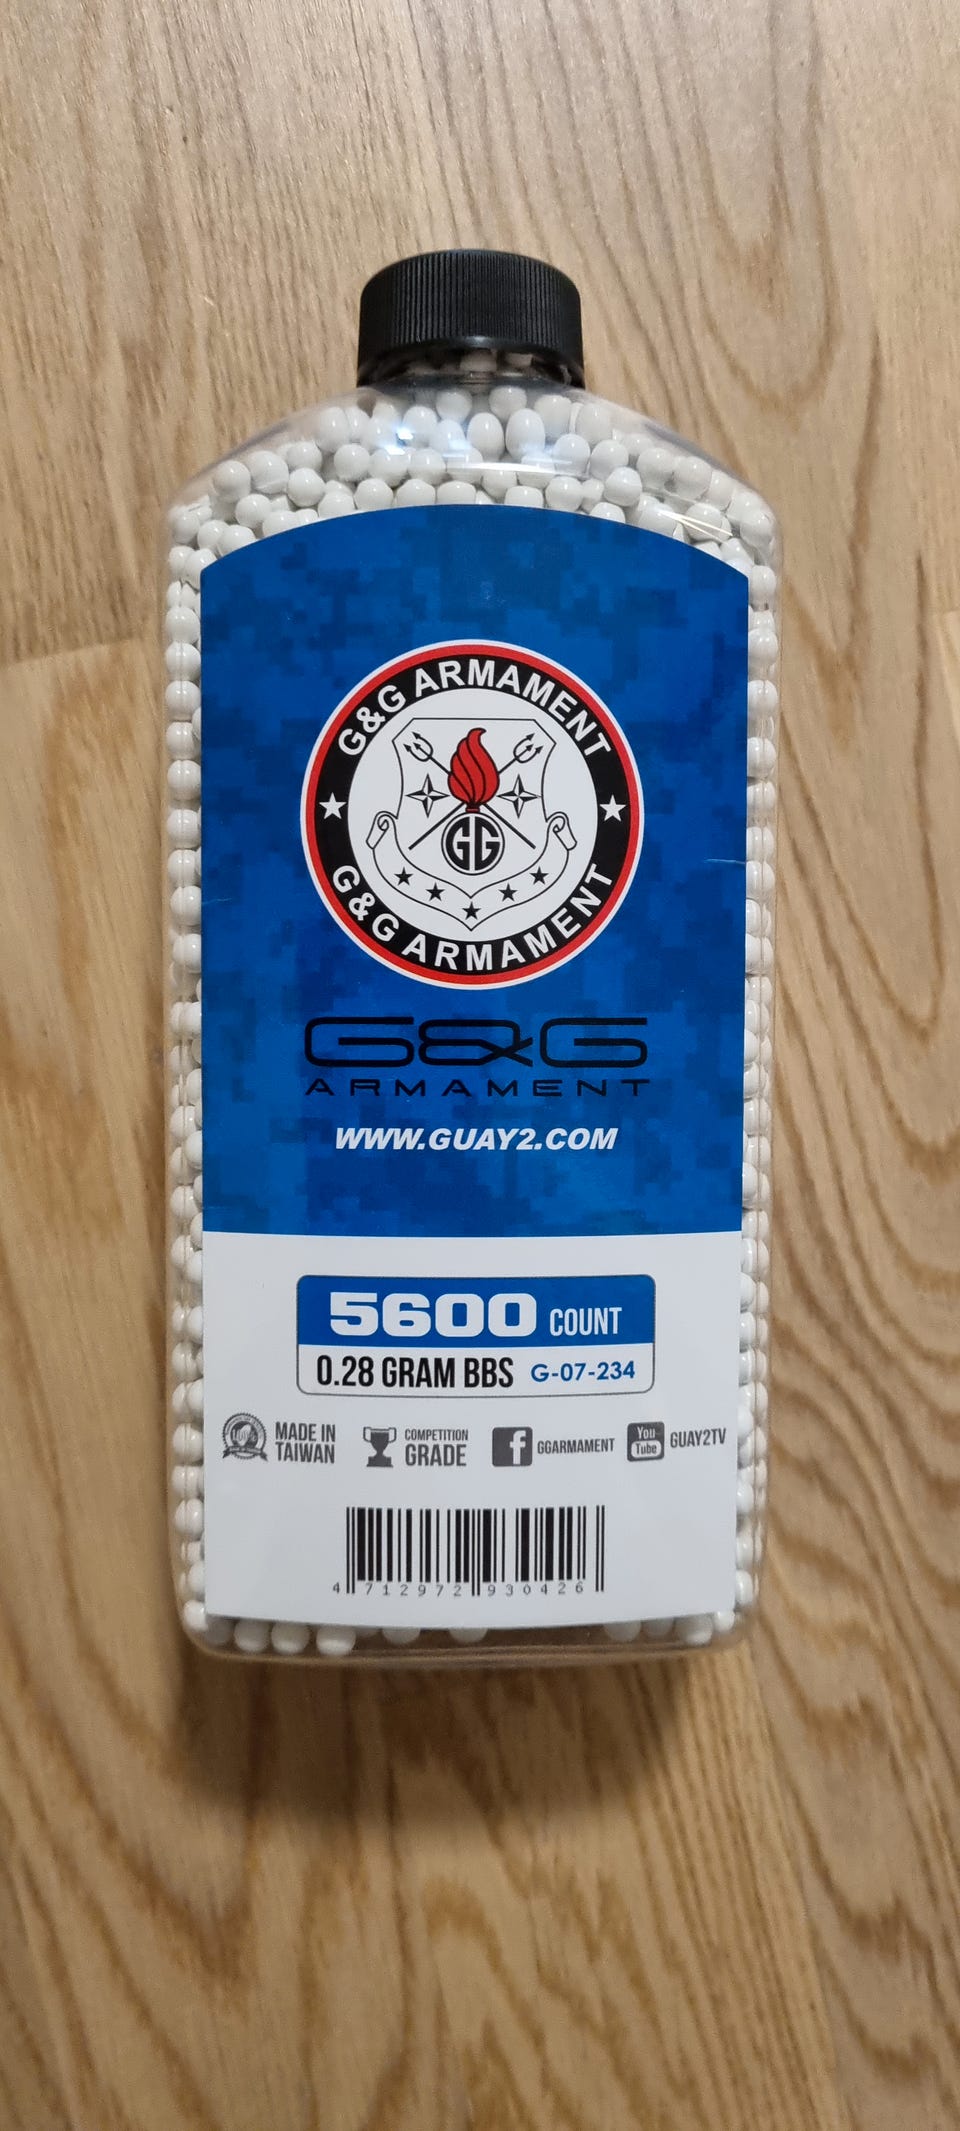 G&G ARMAMENT
GG
G&G ARMAMENT
G&G
ARMAMENT
WWW.GUAY2.COM
5600 COUNT
0.28 GRAM BBS G-07-234
100% MADE IN TAIWAN
COMPETITION GRADE
f GGARMAMENT
You Tube GUAY2TV
4 712972 930426